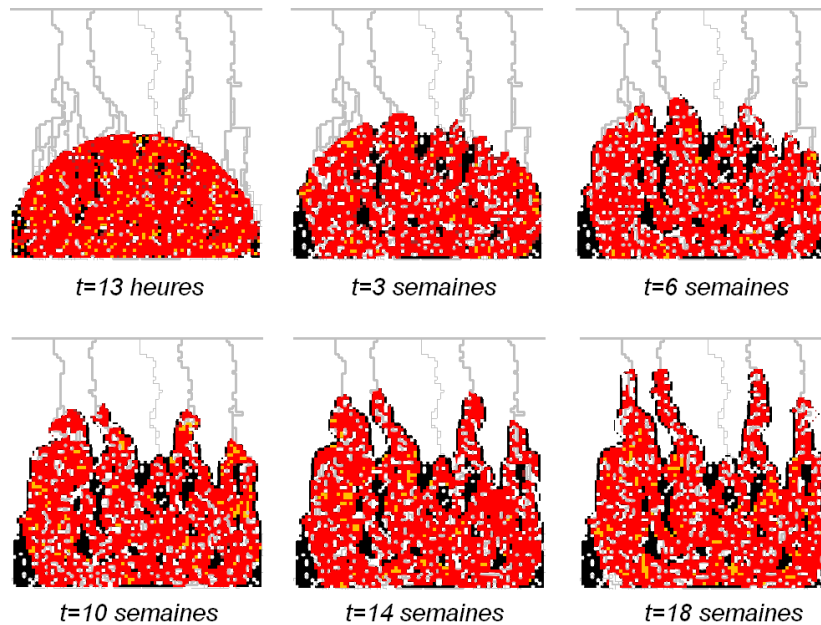 t=13 heures
t=3 semaines
t=6 semaines
t=10 semaines
t=14 semaines
t=18 semaines